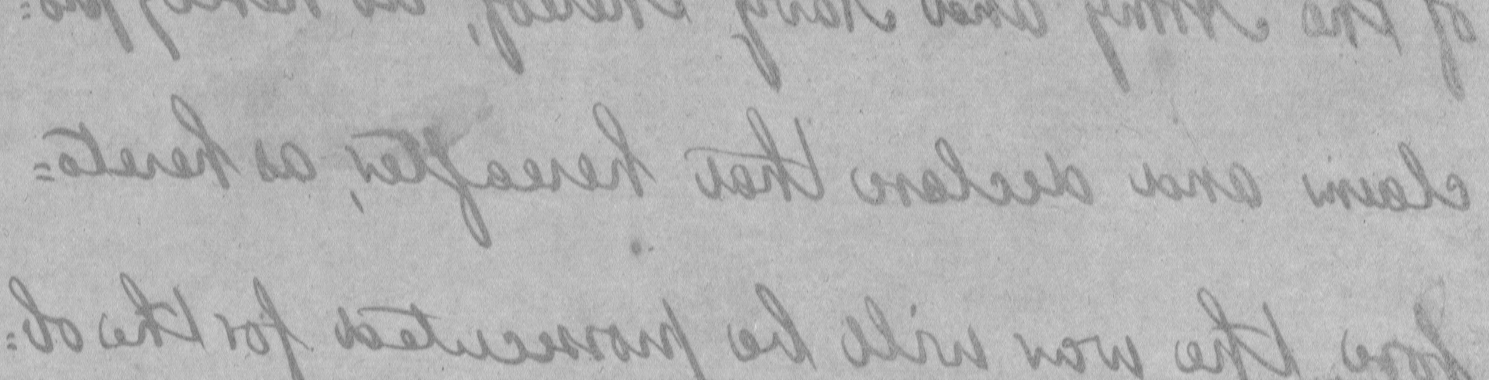 of the Army and Navy thereof, do hereby pro=
claim and declare that hereafter, as hereto=
fore, the war will be prosecuted for the ob=